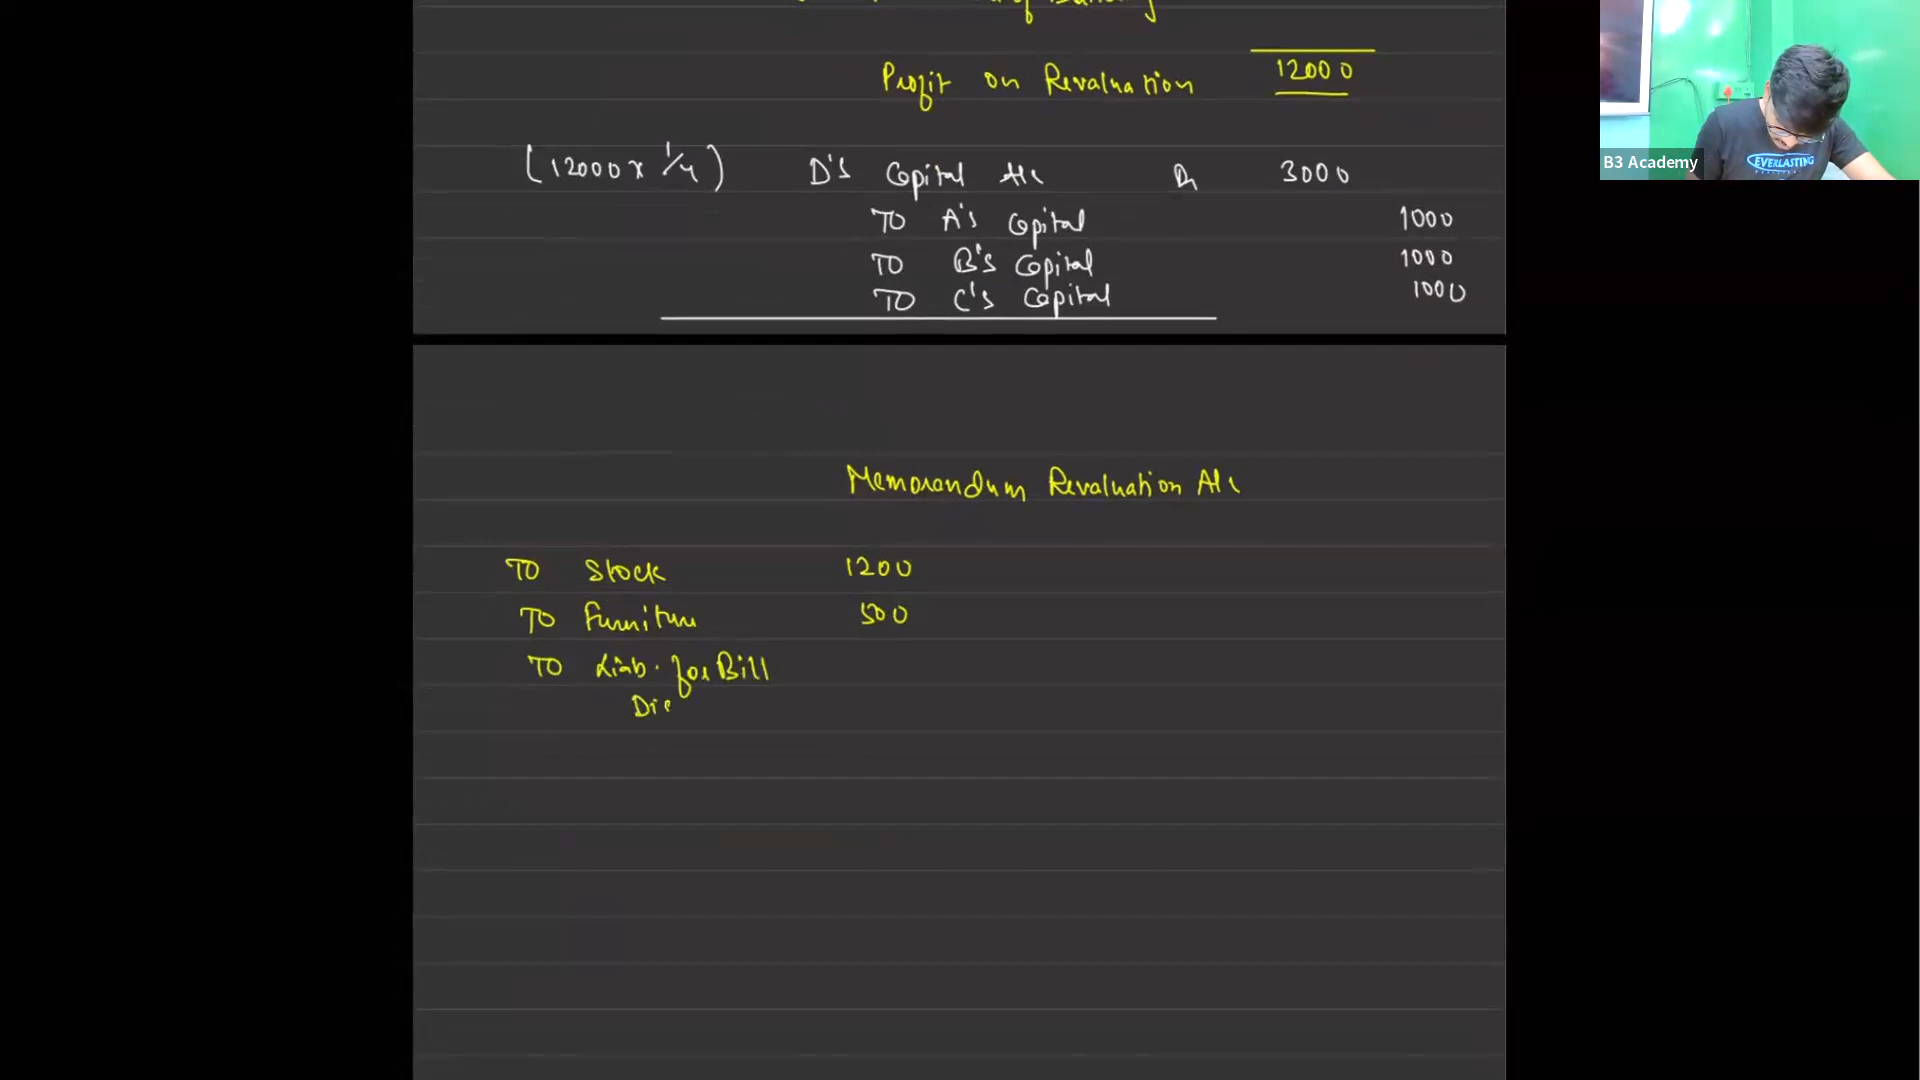 Profit on Revaluation 12000
(12000 x 1/4) D's Capital A/c Dr 3000
TO A's Capital 1000
TO B's Capital 1000
TO C's Capital 1000
Memorandum Revaluation A/c
TO Stock 1200
TO Furniture 500
TO Liab. for Bill
Dis
EVERLASTING
B3 Academy